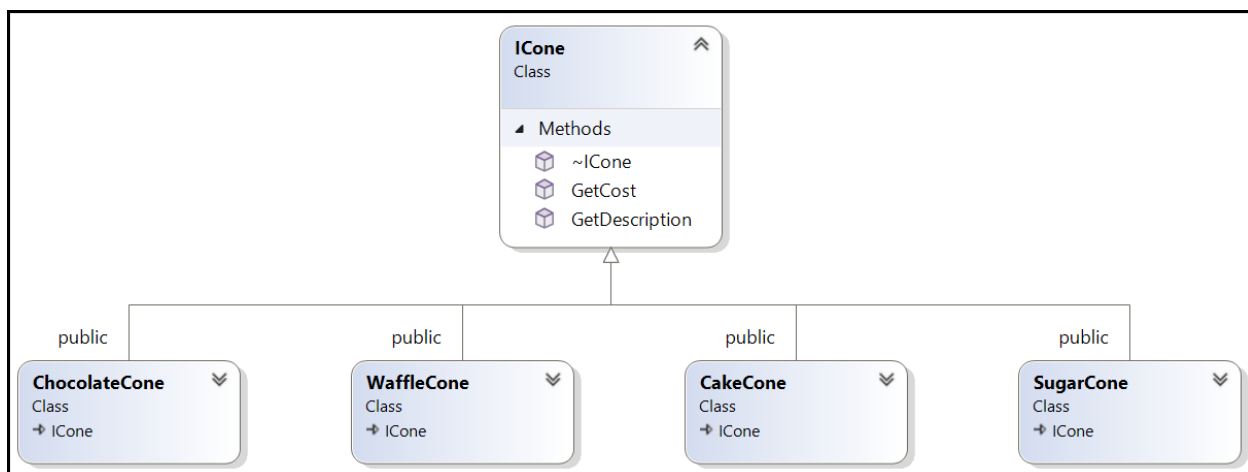 ICone
Class
Methods
~ICone
GetCost
GetDescription
public public public public
ChocolateCone WaffleCone CakeCone SugarCone
Class Class Class Class
ICone ICone ICone ICone